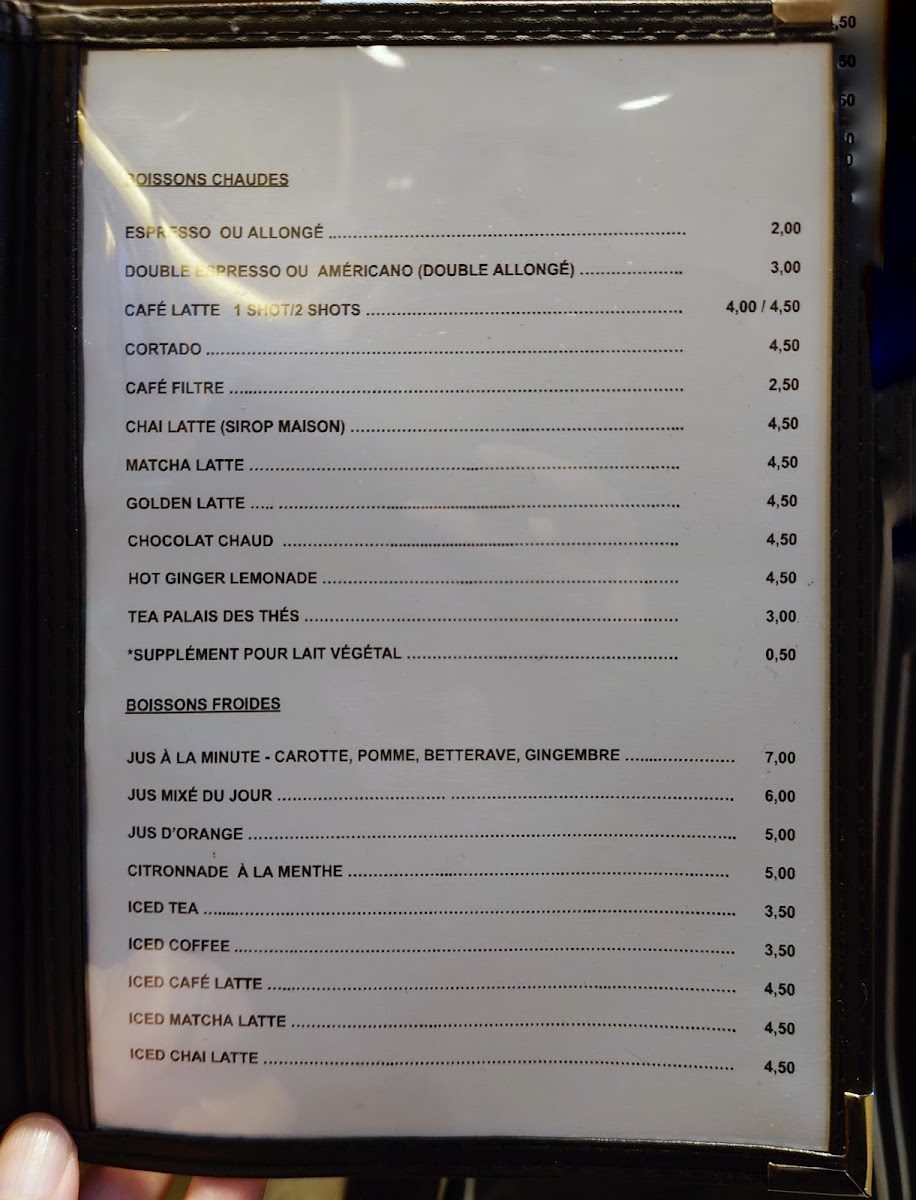 BOISSONS CHAUDES
ESPRESSO OU ALLONGÉ ........ 2,00
DOUBLE ESPRESSO OU AMÉRICANO (DOUBLE ALLONGÉ) ........ 3,00
CAFÉ LATTE 1 SHOT/2 SHOTS ........ 4,00 / 4,50
CORTADO ........ 4,50
CAFÉ FILTRE ........ 2,50
CHAI LATTE (SIROP MAISON) ........ 4,50
MATCHA LATTE ........ 4,50
GOLDEN LATTE ........ 4,50
CHOCOLAT CHAUD ........ 4,50
HOT GINGER LEMONADE ........ 4,50
TEA PALAIS DES THÉS ........ 3,00
*SUPPLÉMENT POUR LAIT VÉGÉTAL ........ 0,50
BOISSONS FROIDES
JUS À LA MINUTE - CAROTTE, POMME, BETTERAVE, GINGEMBRE ........ 7,00
JUS MIXÉ DU JOUR ........ 6,00
JUS D'ORANGE ........ 5,00
CITRONNADE À LA MENTHE ........ 5,00
ICED TEA ........ 3,50
ICED COFFEE ........ 3,50
ICED CAFÉ LATTE ........ 4,50
ICED MATCHA LATTE ........ 4,50
ICED CHAI LATTE ........ 4,50